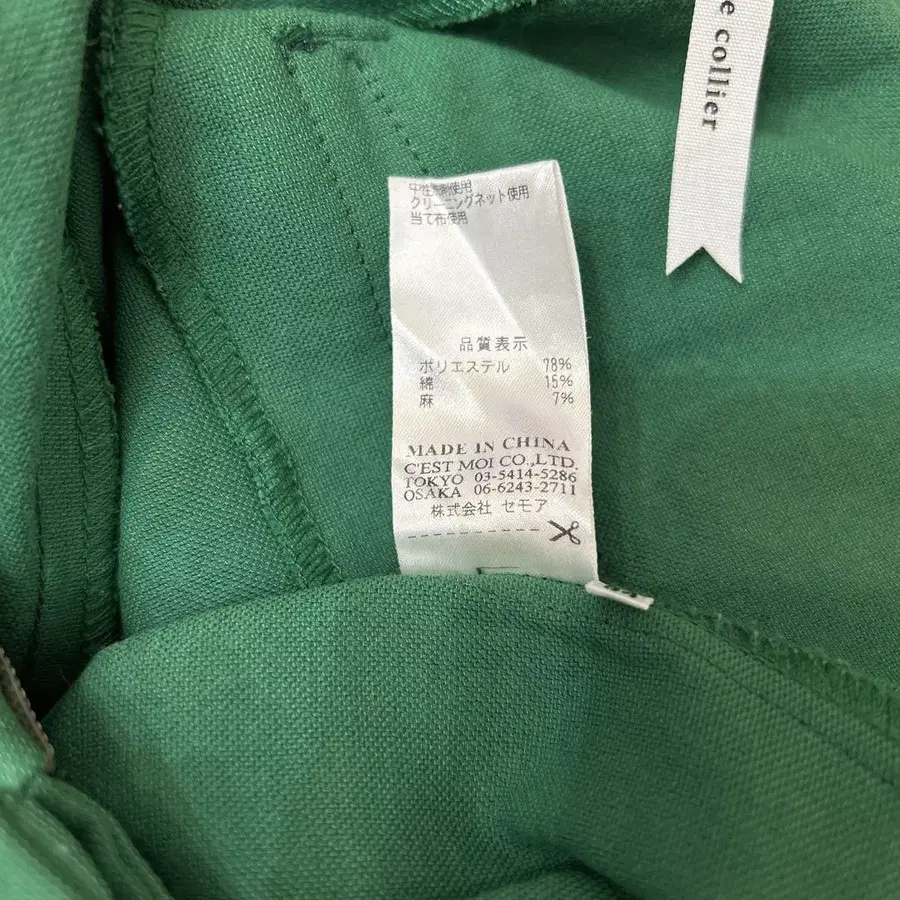 e collier
中性洗剤使用
クリーニングネット使用
当て布使用
品質表示
ポリエステル 78%
綿 15%
麻 7%
MADE IN CHINA
C'EST MOI CO.,LTD.
TOKYO 03-5414-5286
OSAKA 06-6243-2711
株式会社 セモア